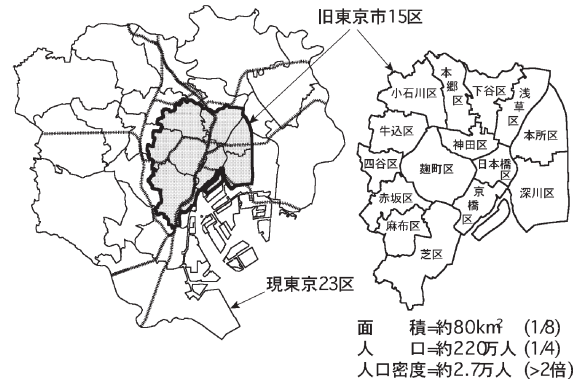 旧東京市15区
小石川区
本郷区
下谷区
浅草区
牛込区
神田区
本所区
四谷区
麹町区
日本橋区
赤坂区
京橋区
深川区
麻布区
芝区
現東京23区
面　積=約80km² (1/8)
人　口=約220万人 (1/4)
人口密度=約2.7万人 (>2倍)